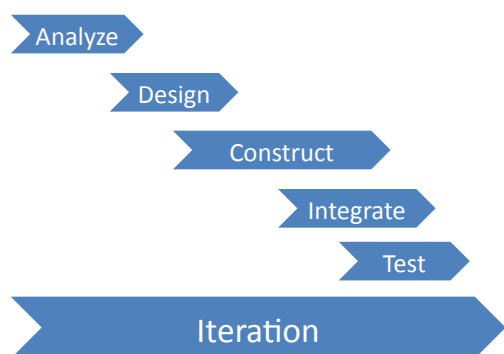 Analyze
Design
Construct
Integrate
Test
Iteration